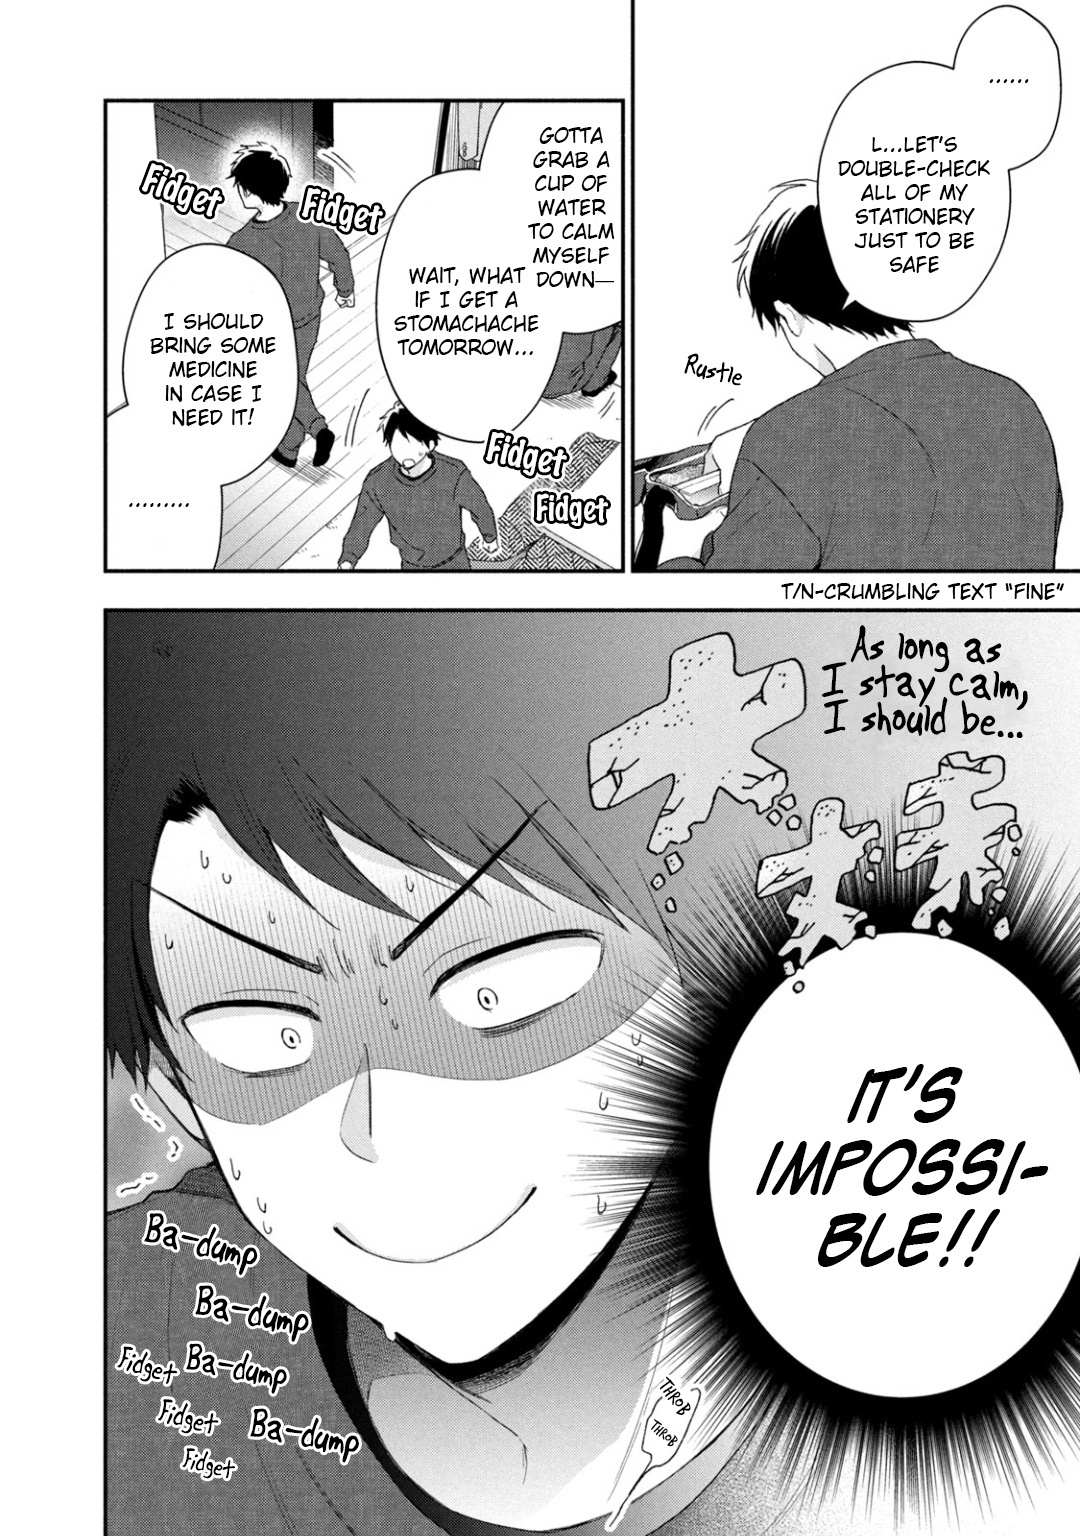 ......
L...LET'S
DOUBLE-CHECK
ALL OF MY
STATIONERY
JUST TO BE
SAFE
Rustle
GOTTA
GRAB A
CUP OF
WATER
TO CALM
MYSELF
DOWN—
WAIT, WHAT
IF I GET A
STOMACHACHE
TOMORROW...
Fidget
Fidget
Fidget
Fidget
I SHOULD
BRING SOME
MEDICINE
IN CASE I
NEED IT!
.........
T/N-CRUMBLING TEXT "FINE"
As long as
I stay calm,
I should be...
大
丈
夫
IT'S
IMPOSSI-
BLE!!
Ba-dump
Ba-dump
Ba-dump
Ba-dump
Fidget
Fidget
Fidget
THROB
THROB